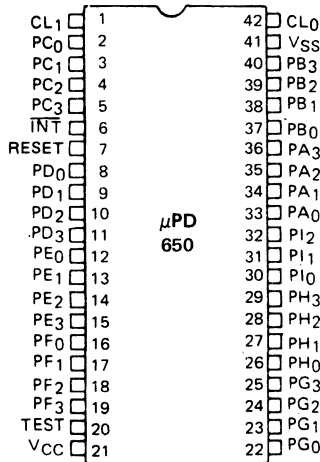 CL1 1 42 CL0
PC0 2 41 VSS
PC1 3 40 PB3
PC2 4 39 PB2
PC3 5 38 PB1
INT 6 37 PB0
RESET 7 36 PA3
PD0 8 35 PA2
PD1 9 34 PA1
PD2 10 33 PA0
PD3 11 32 PI2
PE0 12 31 PI1
PE1 13 30 PI0
PE2 14 29 PH3
PE3 15 28 PH2
PF0 16 27 PH1
PF1 17 26 PH0
PF2 18 25 PG3
PF3 19 24 PG2
TEST 20 23 PG1
VCC 21 22 PG0
μPD
650